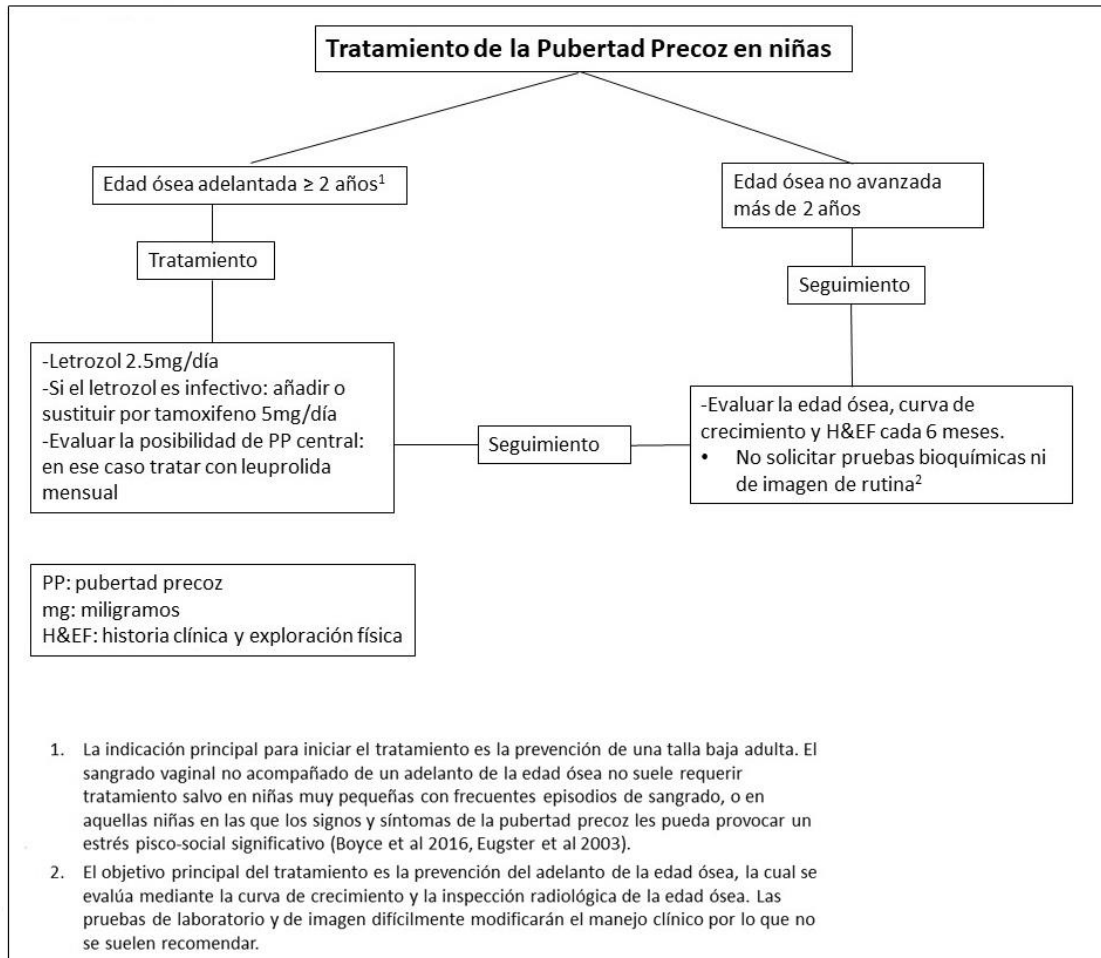 Tratamiento de la Pubertad Precoz en niñas
Edad ósea adelantada ≥ 2 años¹
Edad ósea no avanzada
más de 2 años
Tratamiento
Seguimiento
-Letrozol 2.5mg/día
-Si el letrozol es infectivo: añadir o
sustituir por tamoxifeno 5mg/día
-Evaluar la posibilidad de PP central:
en ese caso tratar con leuprolida
mensual
Seguimiento
-Evaluar la edad ósea, curva de
crecimiento y H&EF cada 6 meses.
• No solicitar pruebas bioquímicas ni
de imagen de rutina²
PP: pubertad precoz
mg: miligramos
H&EF: historia clínica y exploración física
1. La indicación principal para iniciar el tratamiento es la prevención de una talla baja adulta. El
sangrado vaginal no acompañado de un adelanto de la edad ósea no suele requerir
tratamiento salvo en niñas muy pequeñas con frecuentes episodios de sangrado, o en
aquellas niñas en las que los signos y síntomas de la pubertad precoz les pueda provocar un
estrés pisco-social significativo (Boyce et al 2016, Eugster et al 2003).
2. El objetivo principal del tratamiento es la prevención del adelanto de la edad ósea, la cual se
evalúa mediante la curva de crecimiento y la inspección radiológica de la edad ósea. Las
pruebas de laboratorio y de imagen difícilmente modificarán el manejo clínico por lo que no
se suelen recomendar.